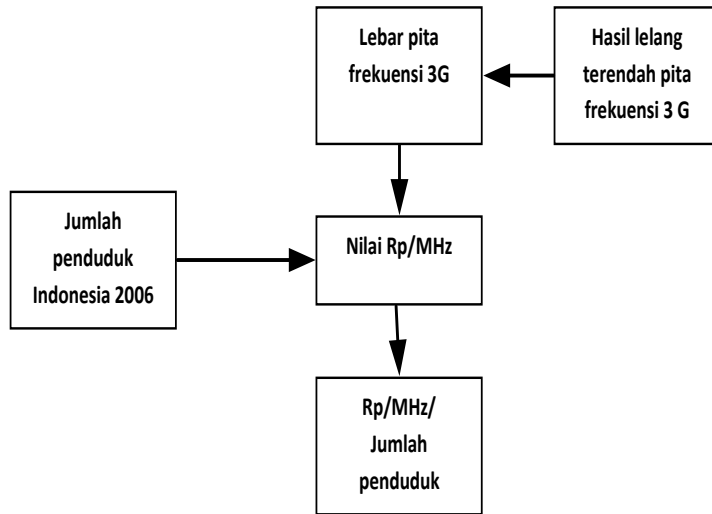 Lebar pita
frekuensi 3G
Hasil lelang
terendah pita
frekuensi 3 G
Jumlah
penduduk
Indonesia 2006
Nilai Rp/MHz
Rp/MHz/
Jumlah
penduduk